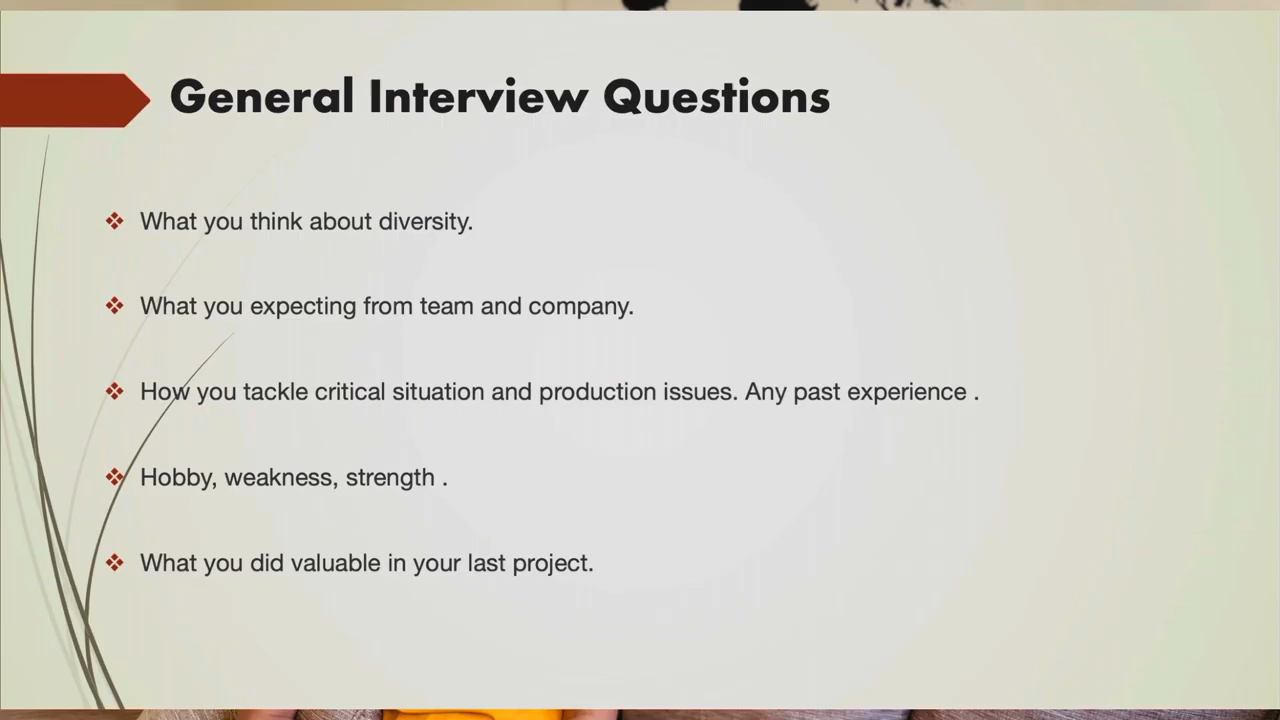 General Interview Questions
What you think about diversity.
What you expecting from team and company.
How you tackle critical situation and production issues. Any past experience .
Hobby, weakness, strength .
What you did valuable in your last project.